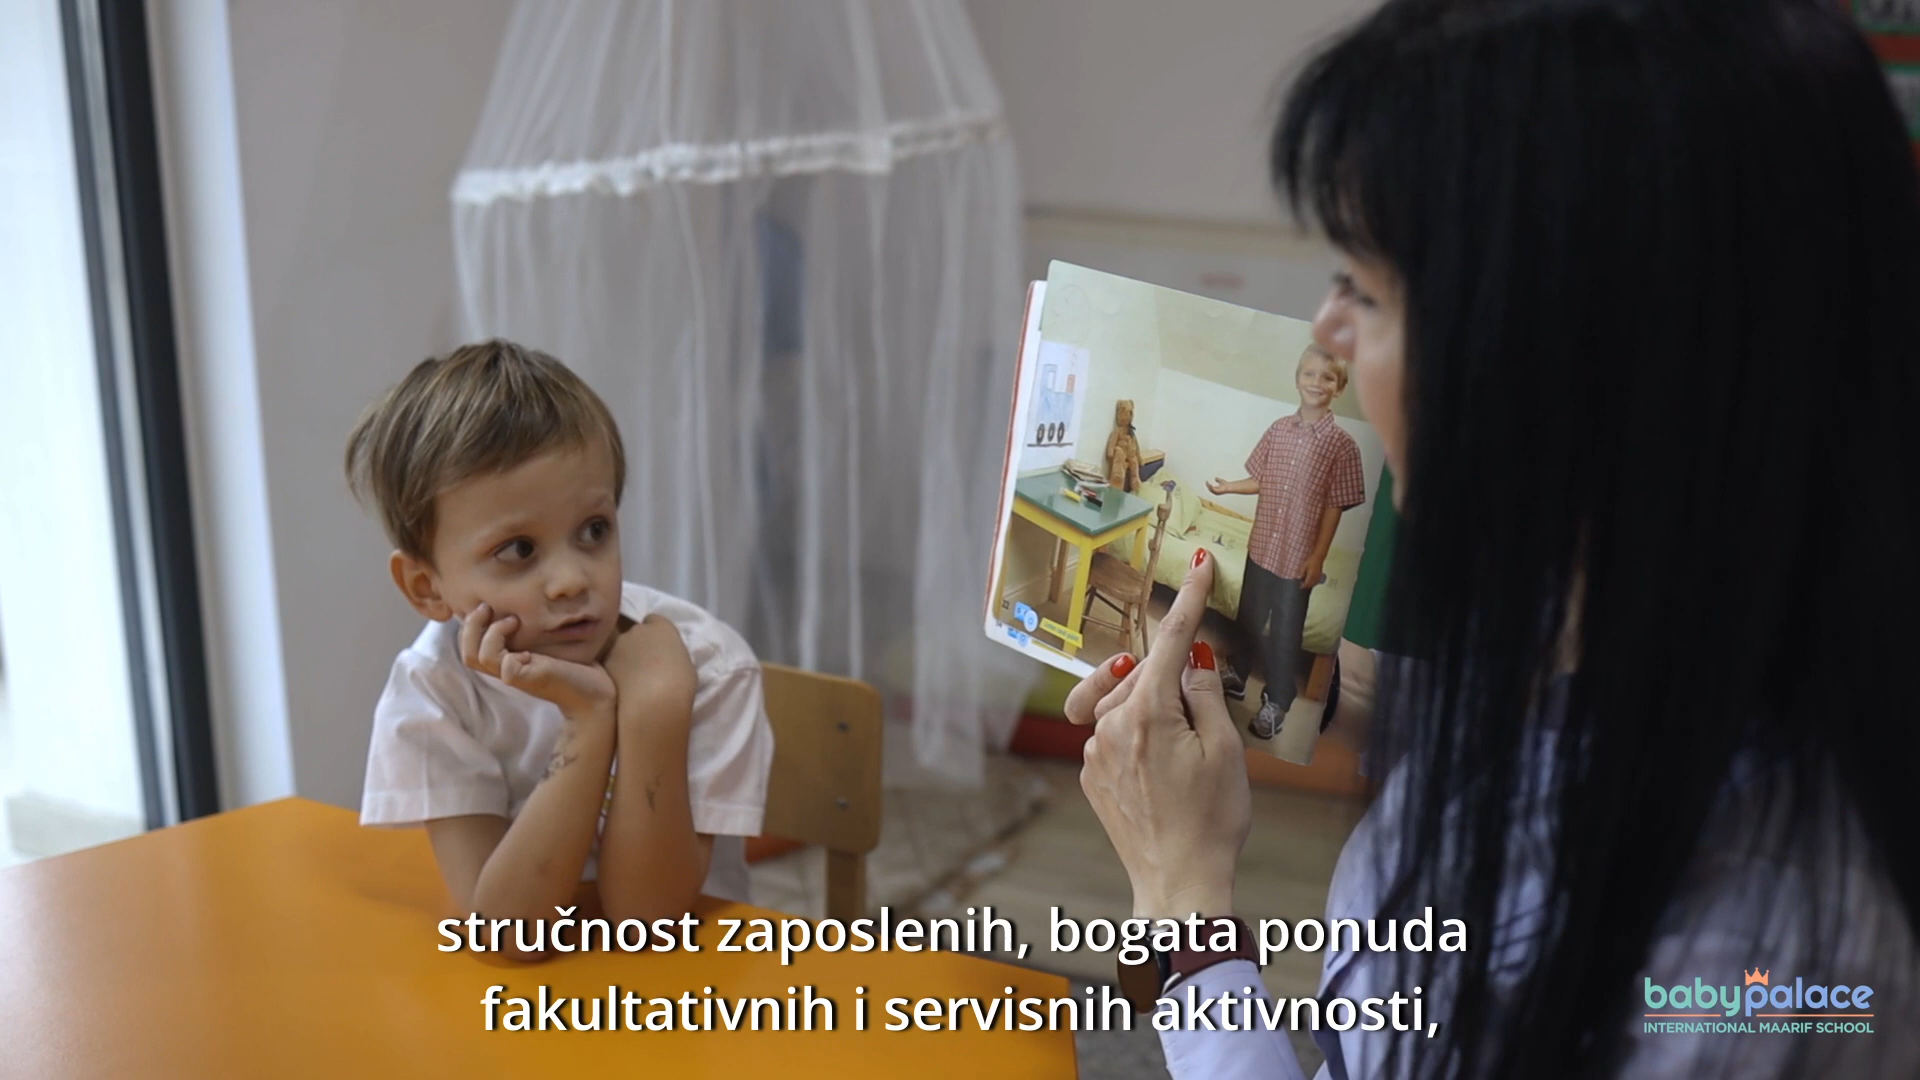 stručnost zaposlenih, bogata ponuda
fakultativnih i servisnih aktivnosti,
babypalace
INTERNATIONAL MAARIF SCHOOL